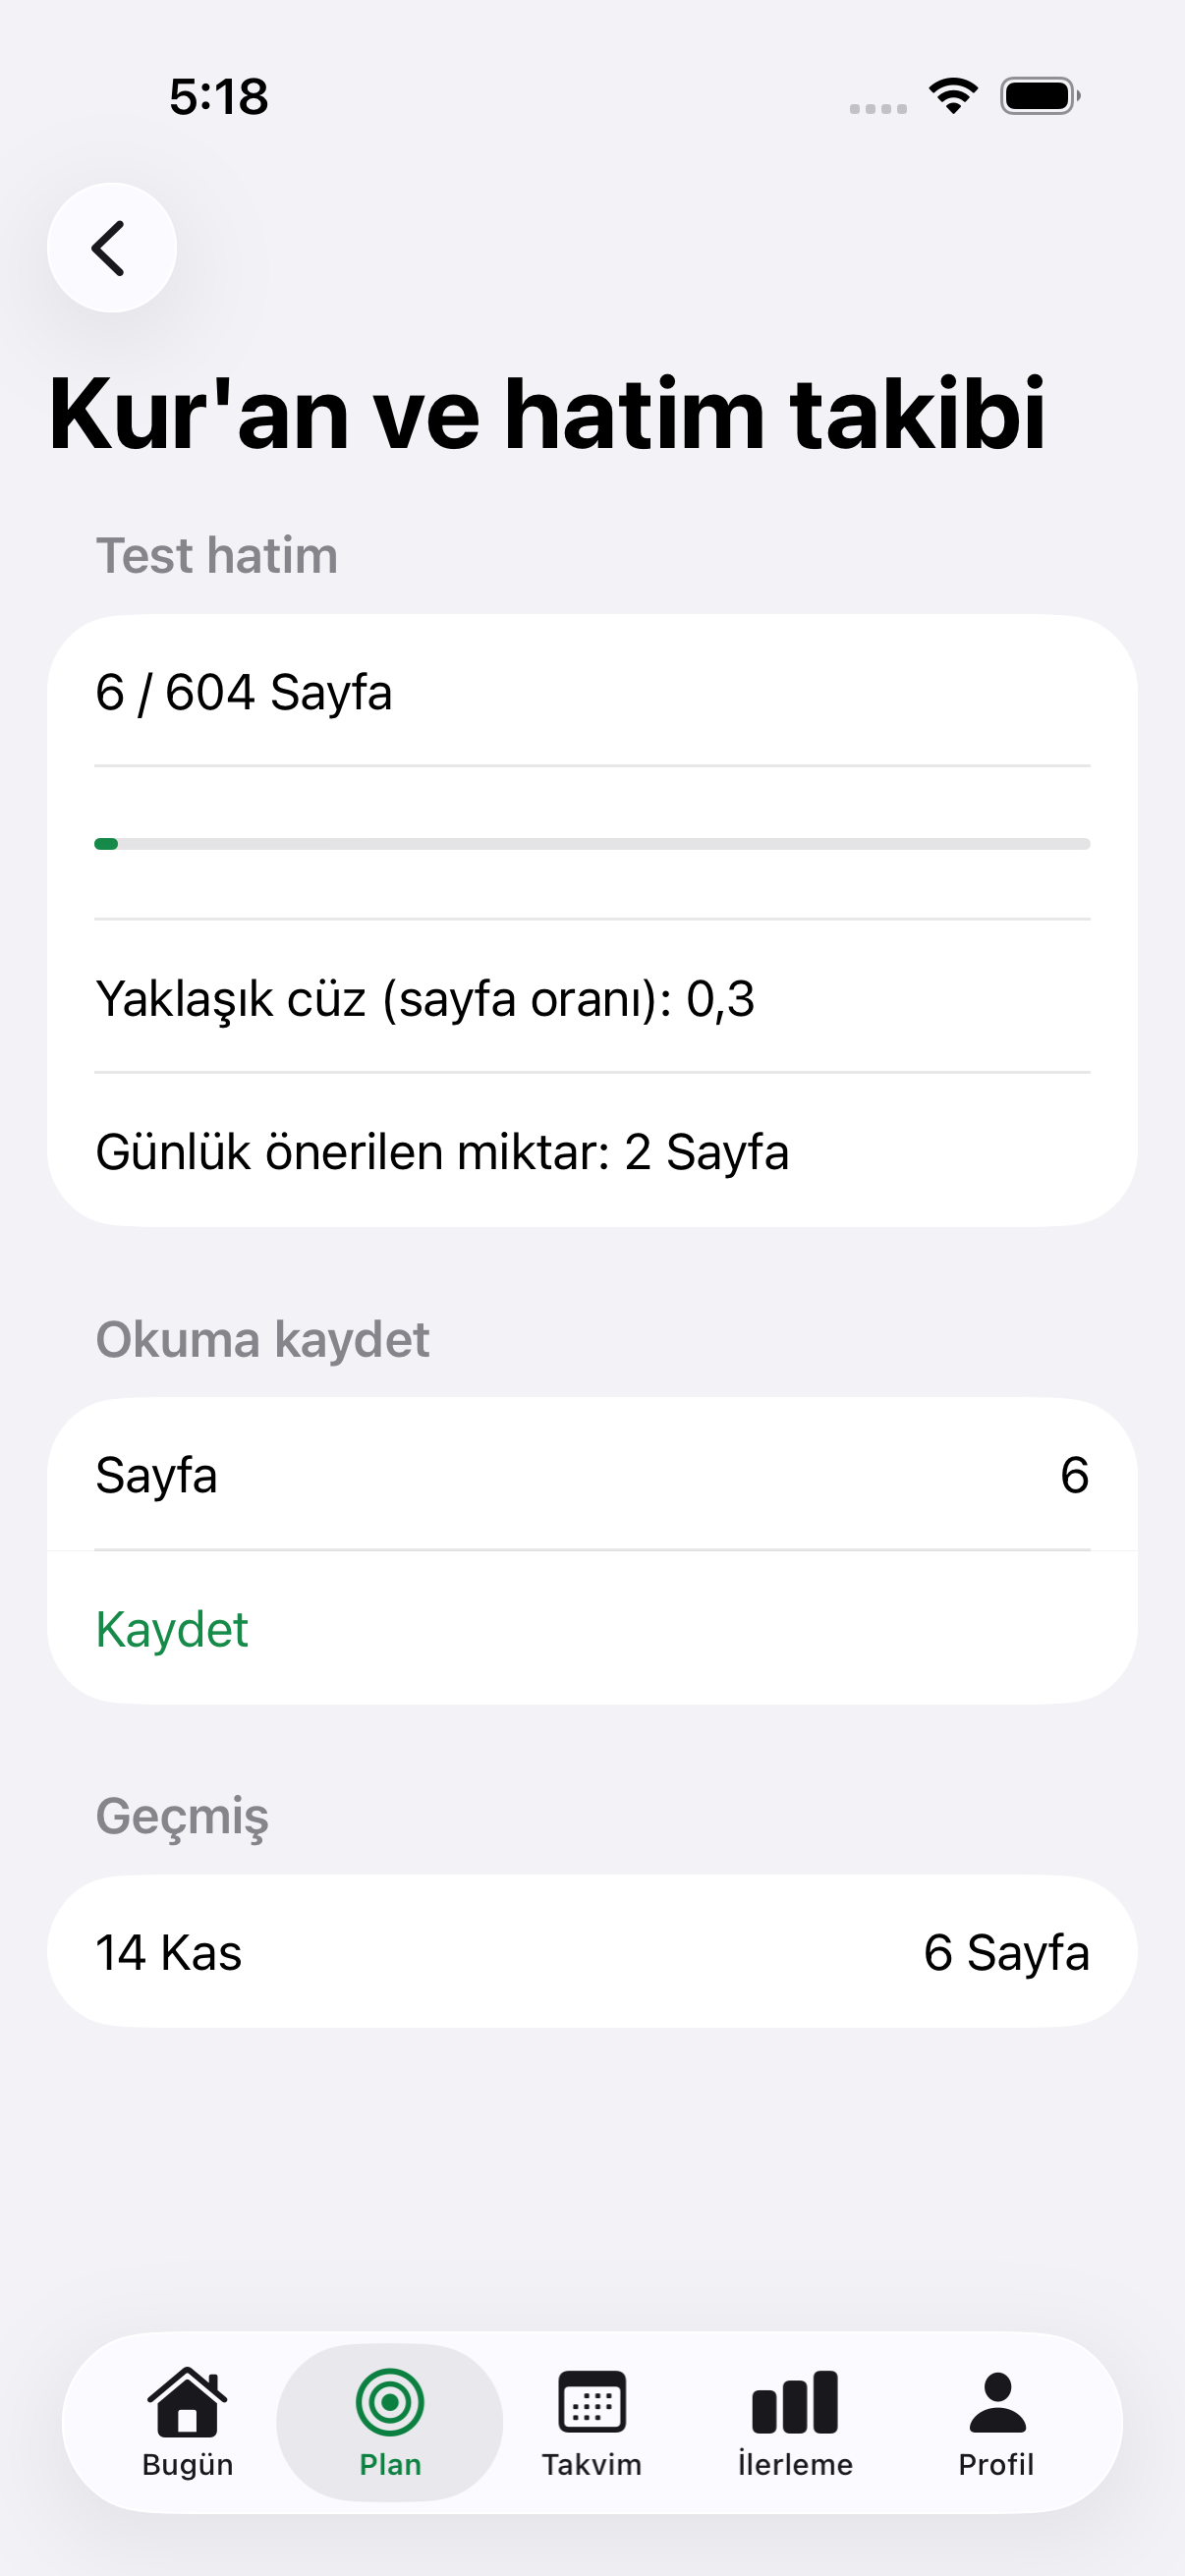 5:18
Kur'an ve hatim takibi
Test hatim
6 / 604 Sayfa
Yaklaşık cüz (sayfa oranı): 0,3
Günlük önerilen miktar: 2 Sayfa
Okuma kaydet
Sayfa 6
Kaydet
Geçmiş
14 Kas 6 Sayfa
Bugün Plan Takvim İlerleme Profil